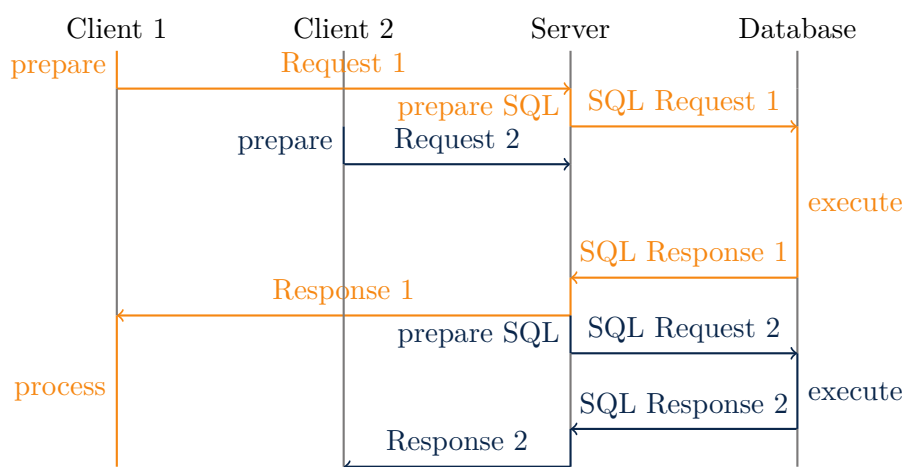 Client 1
Client 2
Server
Database
prepare
Request 1
prepare SQL
SQL Request 1
prepare
Request 2
execute
SQL Response 1
Response 1
prepare SQL
SQL Request 2
process
execute
SQL Response 2
Response 2